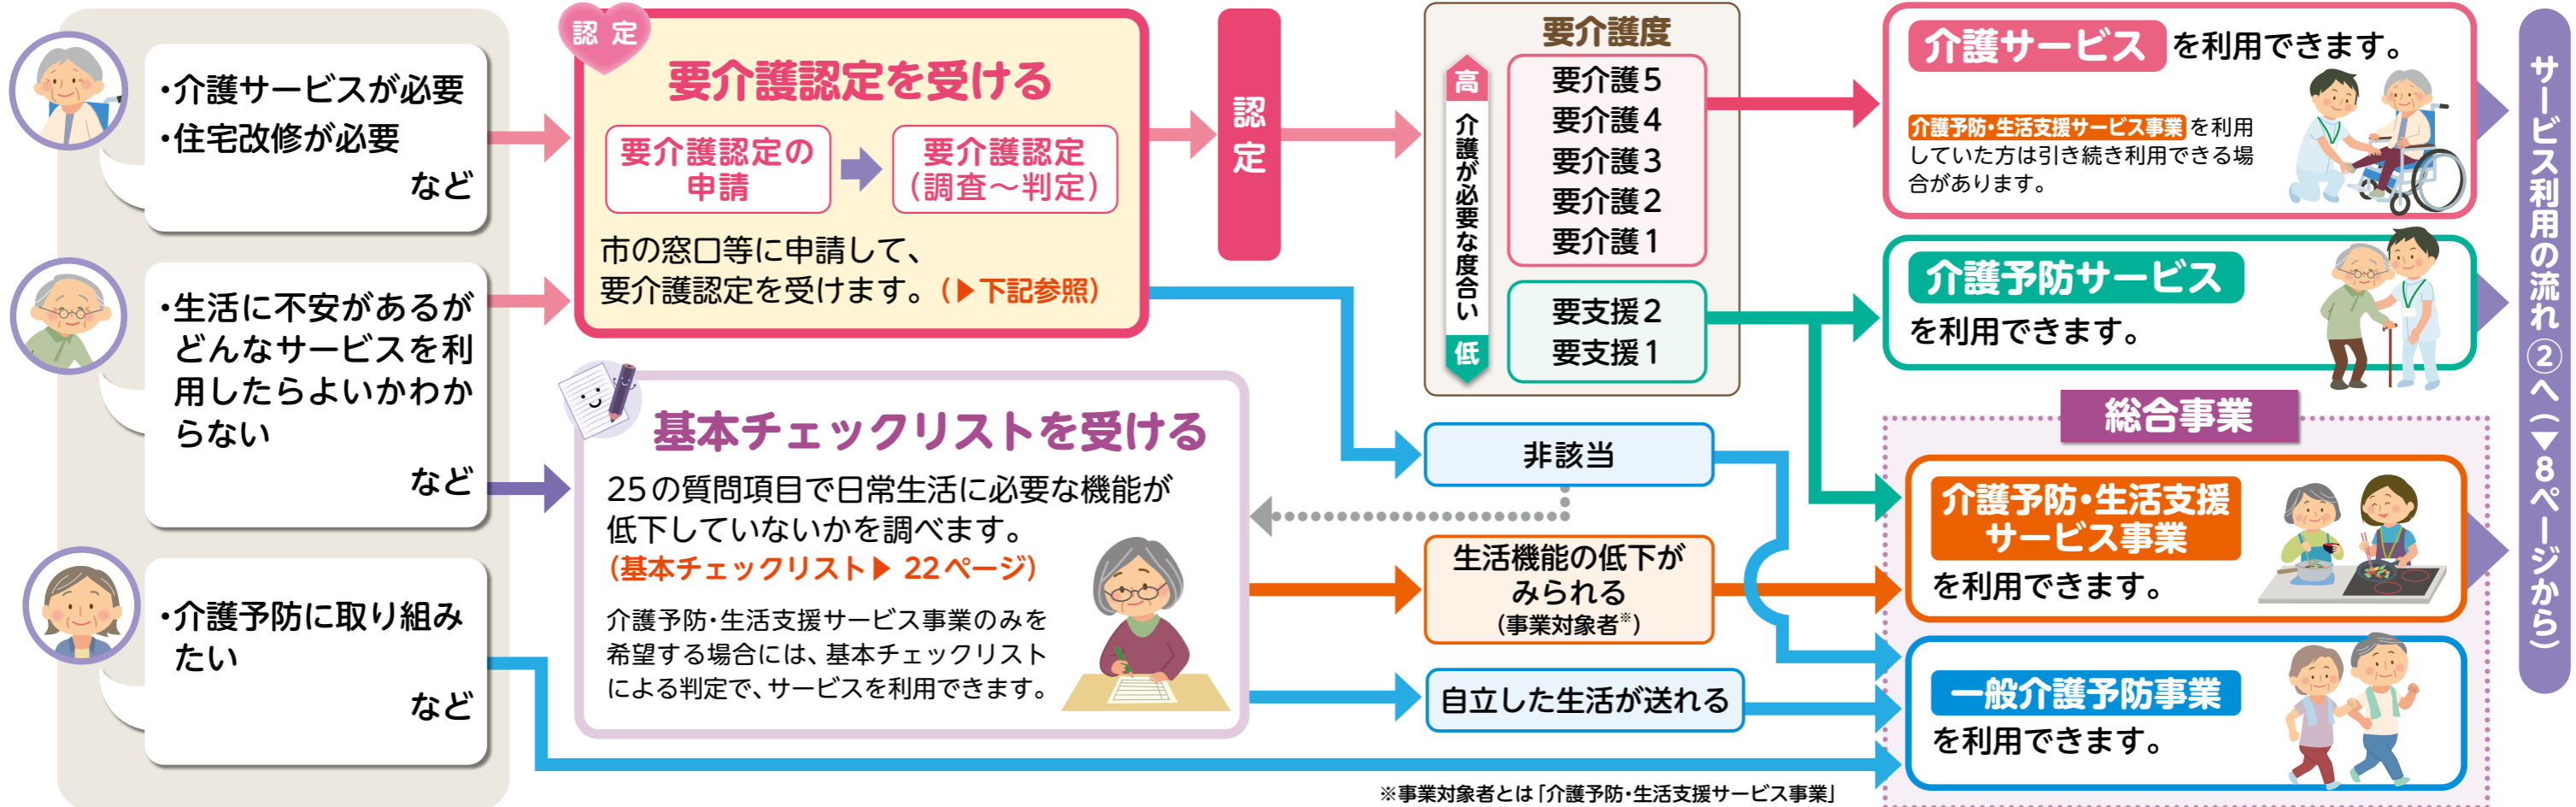 ・介護サービスが必要
・住宅改修が必要
など
・生活に不安があるが
どんなサービスを利
用したらよいかわか
らない
など
・介護予防に取り組み
たい
など
認定
要介護認定を受ける
要介護認定の
申請
要介護認定
(調査～判定)
市の窓口等に申請して、
要介護認定を受けます。(▶下記参照)
基本チェックリストを受ける
25の質問項目で日常生活に必要な機能が
低下していないかを調べます。
(基本チェックリスト▶ 22ページ)
介護予防・生活支援サービス事業のみを
希望する場合には、基本チェックリスト
による判定で、サービスを利用できます。
認定
要介護度
高
介護が必要な度合い
低
要介護5
要介護4
要介護3
要介護2
要介護1
要支援2
要支援1
非該当
生活機能の低下が
みられる
(事業対象者※)
自立した生活が送れる
※事業対象者とは「介護予防・生活支援サービス事業」
介護サービスを利用できます。
介護予防・生活支援サービス事業を利用
していた方は引き続き利用できる場
合があります。
介護予防サービス
を利用できます。
総合事業
介護予防・生活支援
サービス事業
を利用できます。
一般介護予防事業
を利用できます。
サービス利用の流れ②へ(▼8ページから)